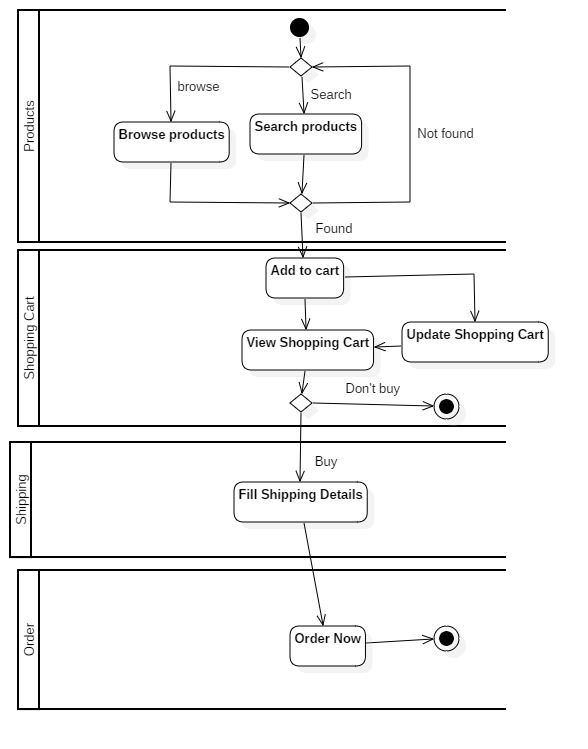 Products
browse
Search
Browse products
Search products
Not found
Found
Shopping Cart
Add to cart
View Shopping Cart
Update Shopping Cart
Don't buy
Shipping
Buy
Fill Shipping Details
Order
Order Now